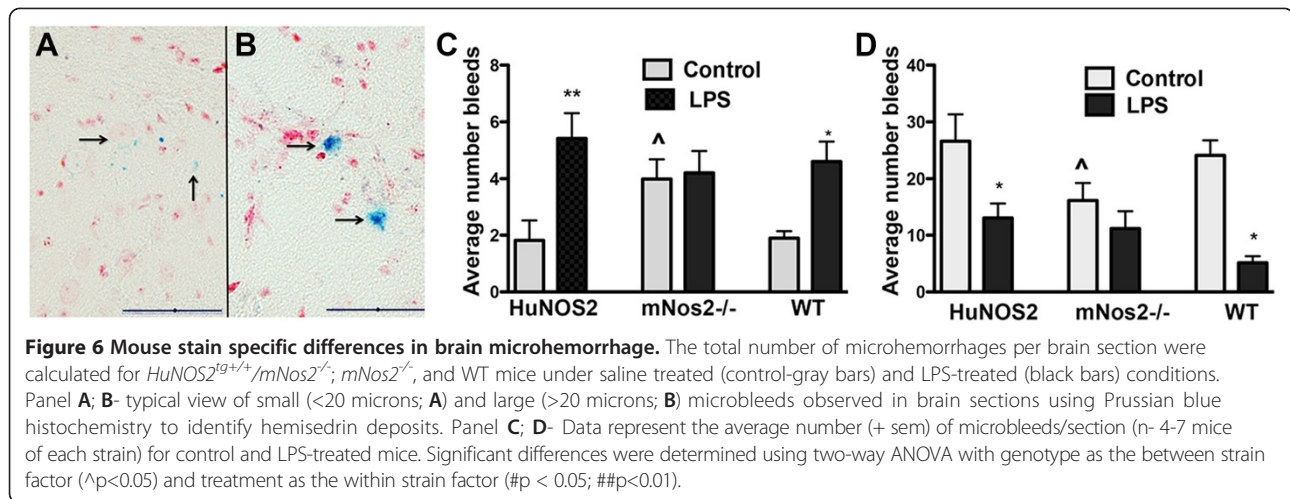 A
B
C
D
Average number bleeds
8
6
4
2
0
Control
LPS
**
^
*
HuNOS2
mNos2-/-
WT
Average number bleeds
40
30
20
10
0
Control
LPS
*
^
*
HuNOS2
mNos2-/-
WT
Figure 6 Mouse stain specific differences in brain microhemorrhage. The total number of microhemorrhages per brain section were
calculated for HuNOS2tg+/+/mNos2-/-; mNos2-/-, and WT mice under saline treated (control-gray bars) and LPS-treated (black bars) conditions.
Panel A; B- typical view of small (<20 microns; A) and large (>20 microns; B) microbleeds observed in brain sections using Prussian blue
histochemistry to identify hemisedrin deposits. Panel C; D- Data represent the average number (+ sem) of microbleeds/section (n- 4-7 mice
of each strain) for control and LPS-treated mice. Significant differences were determined using two-way ANOVA with genotype as the between strain
factor (^p<0.05) and treatment as the within strain factor (#p < 0.05; ##p<0.01).